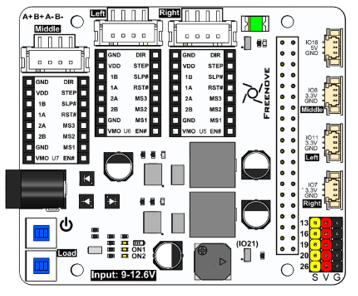 A+ B+ A- B-
Middle
Left
Right
GND DIR
VDD STEP
1B SLP#
1A RST#
2A MS3
2B MS2
GND MS1
VMO U7 EN#
GND DIR
VDD STEP
1B SLP#
1A RST#
2A MS3
2B MS2
GND MS1
VMO U6 EN#
GND DIR
VDD STEP
1B SLP#
1A RST#
2A MS3
2B MS2
GND MS1
VMO U5 EN#
FREENOVE
IO18
5V
GND
IO8
3.3V
GND
Middle
IO11
3.3V
GND
Left
IO7
3.3V
GND
Right
Load
ON1
ON2
Input: 9-12.6V
(IO21)
13
16
19
20
26
S V G